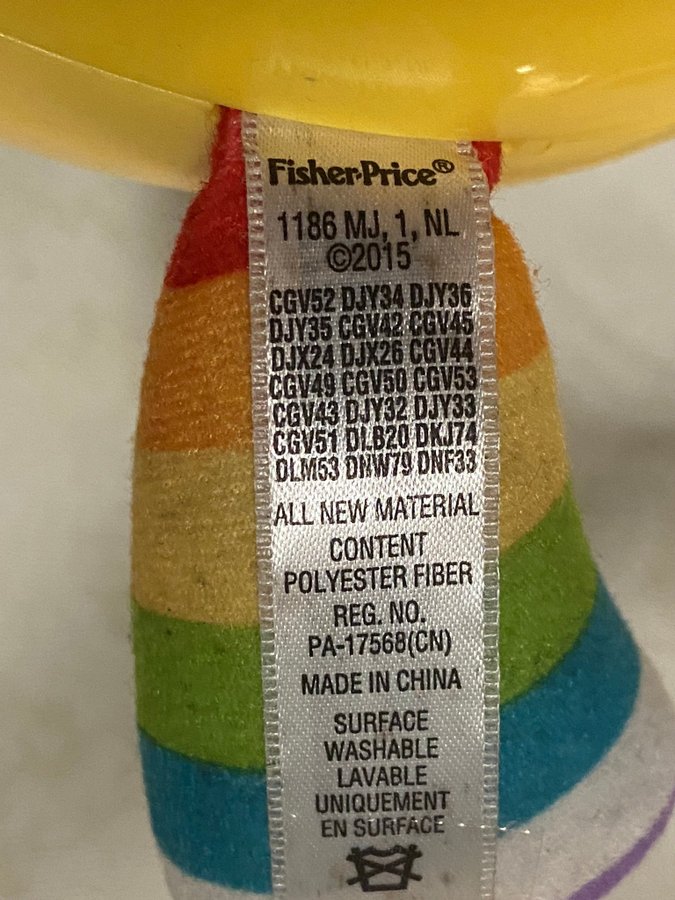 Fisher-Price®
1186 MJ, 1, NL
©2015
CGV52 DJY34 DJY36
DJY35 CGV42 CGV45
DJX24 DJX26 CGV44
CGV49 CGV50 CGV53
CGV43 DJY32 DJY33
CGV51 DLB20 DKJ74
DLM53 DNW79 DNF33
ALL NEW MATERIAL
CONTENT
POLYESTER FIBER
REG. NO.
PA-17568(CN)
MADE IN CHINA
SURFACE
WASHABLE
LAVABLE
UNIQUEMENT
EN SURFACE